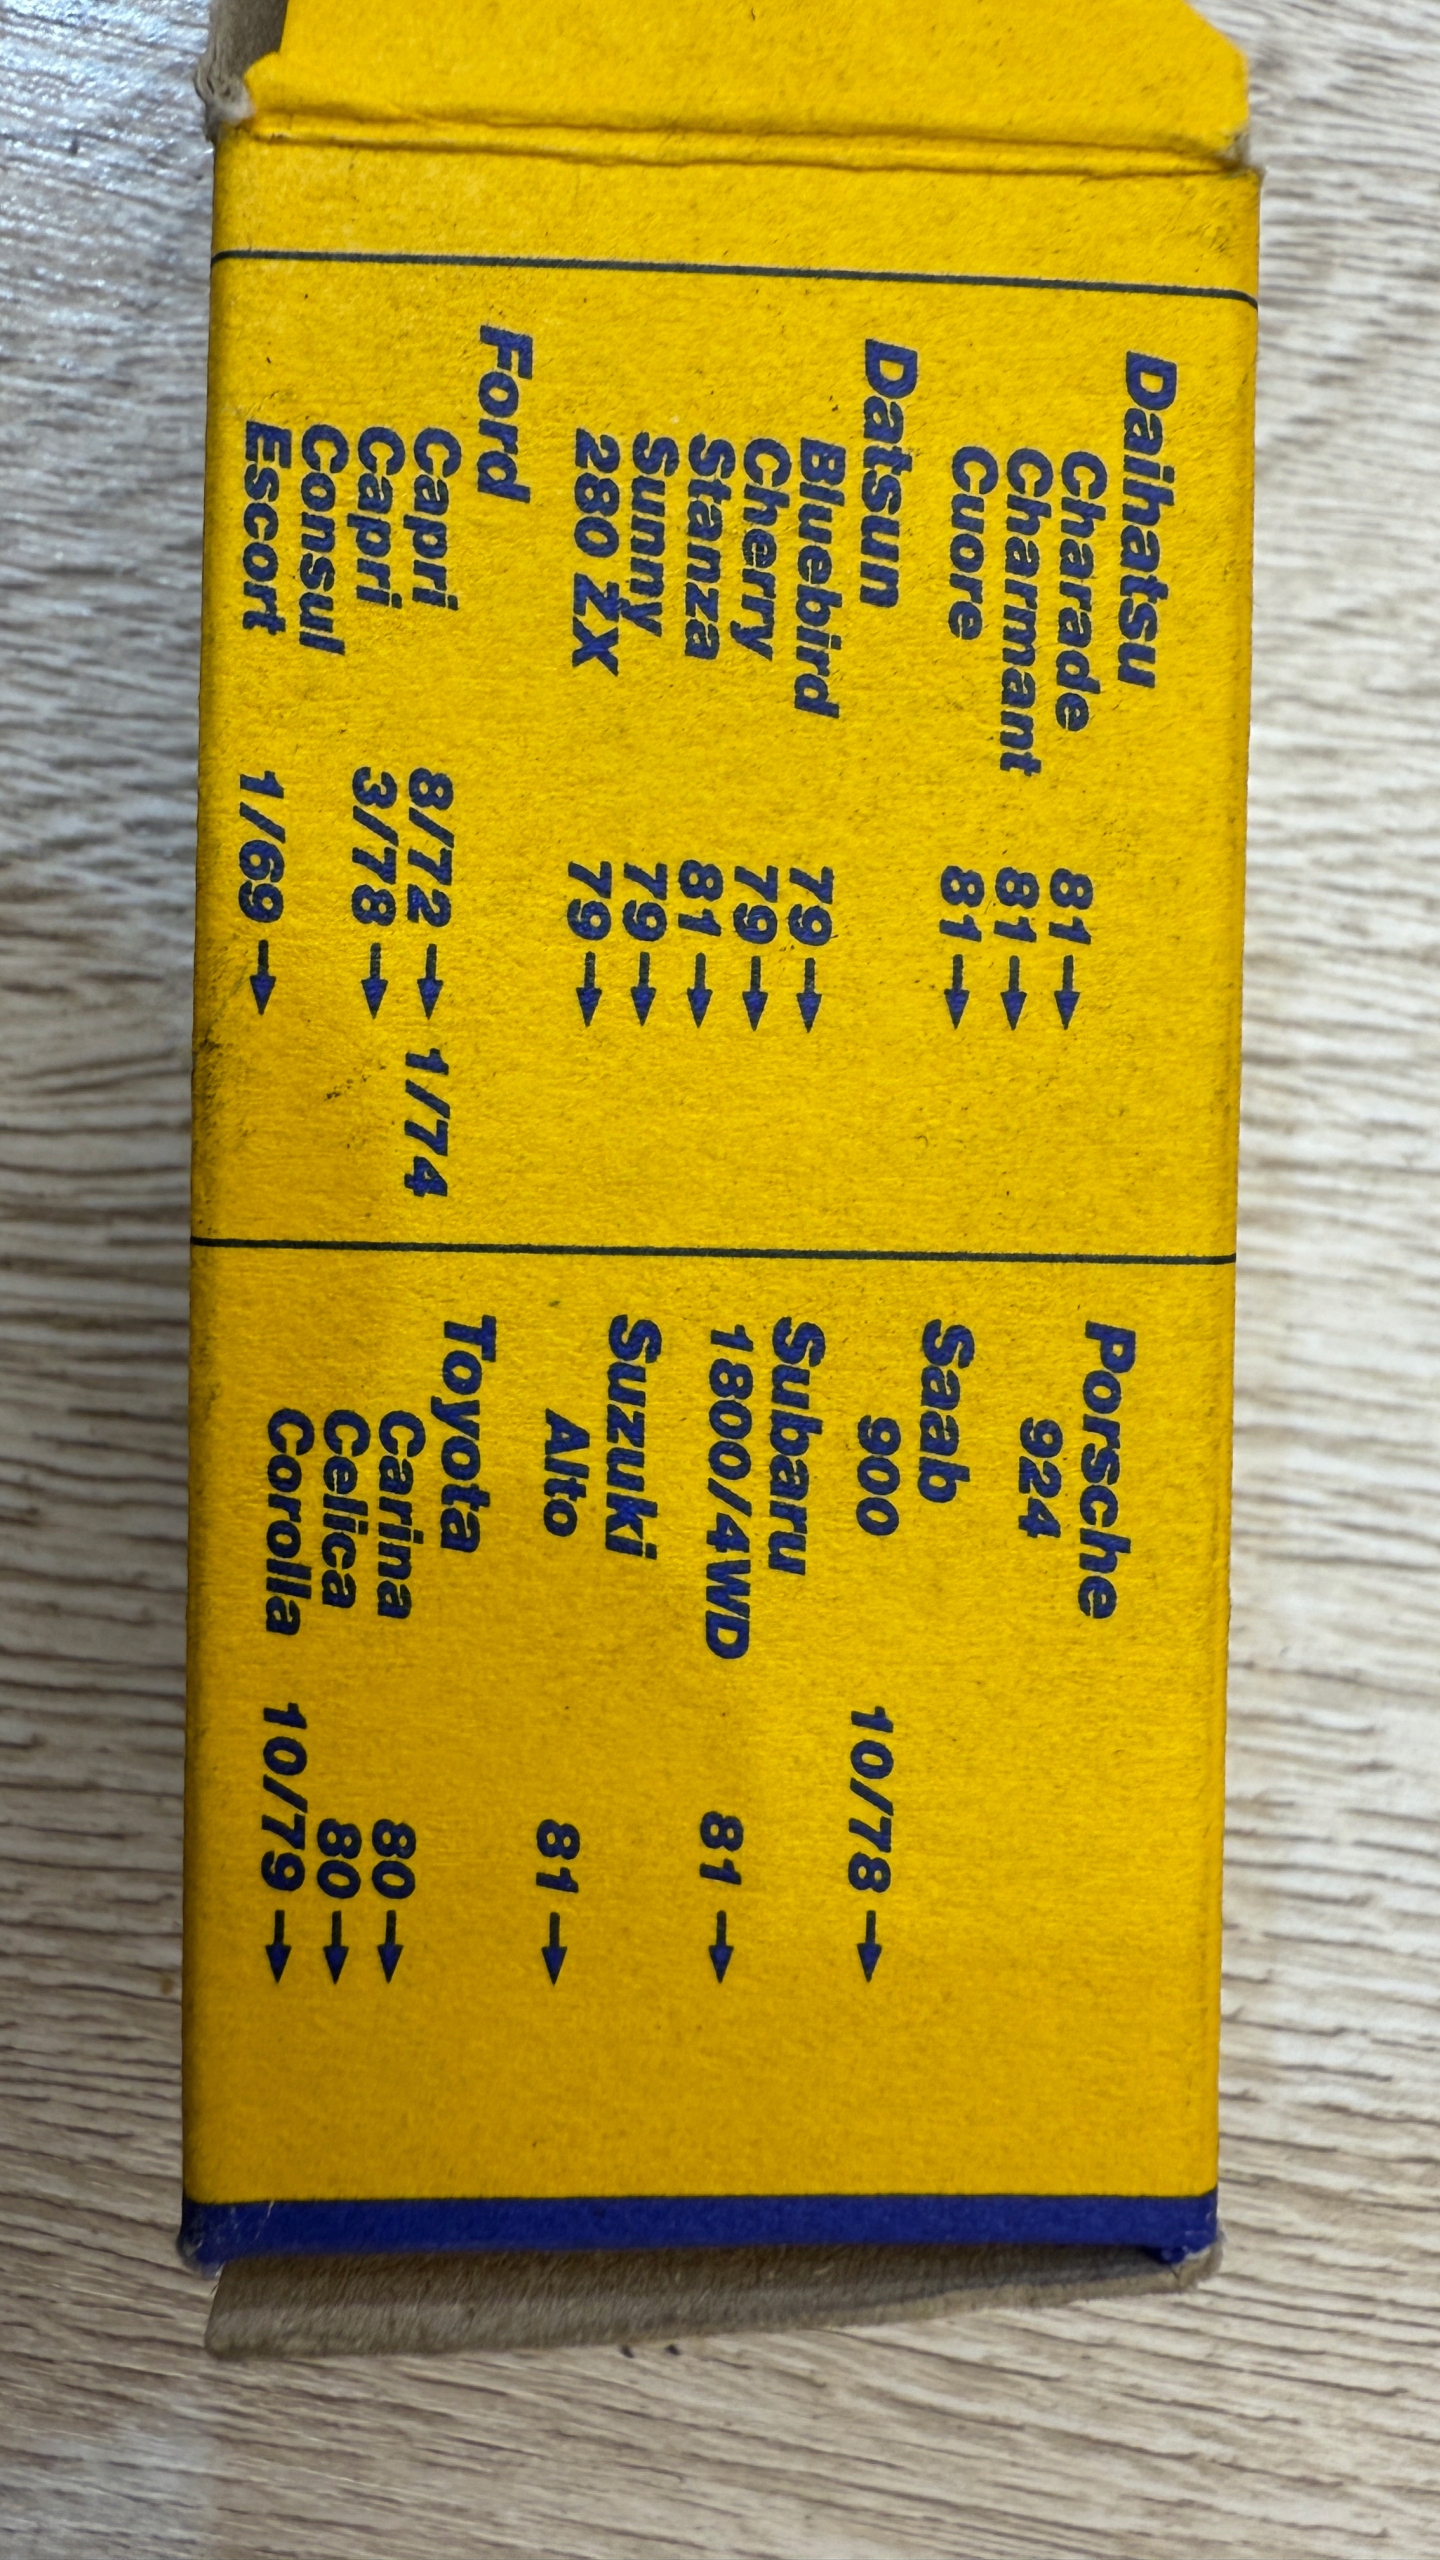 Daihatsu
Charade 81→
Charmant 81→
Cuore 81→
Datsun
Bluebird 79→
Cherry 79→
Stanza 81→
Sunny 79→
280 ZX 79→
Ford
Capri 8/72→ 1/74
Capri 3/78→
Consul
Escort 1/69→
Porsche
924
Saab
900 10/78→
Subaru
1800/4WD 81→
Suzuki
Alto 81→
Toyota
Carina 80→
Celica 80→
Corolla 10/79→